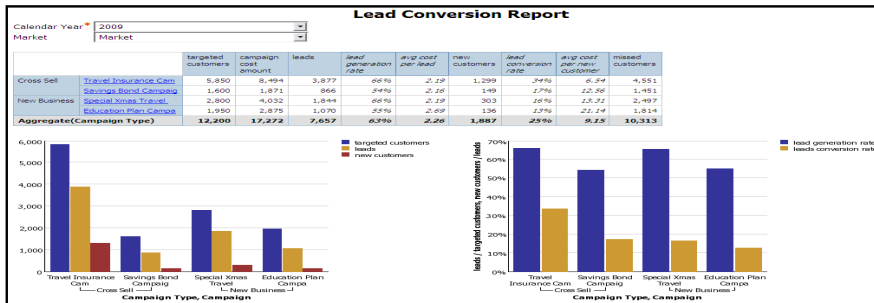 Lead Conversion Report
Calendar Year* 2009
Market Market
targeted customers campaign cost amount leads lead generation rate avg cost per lead new customers lead conversion rate avg cost per new customer missed customers
Cross Sell Travel Insurance Cam 5,850 8,494 3,877 66% 2.19 1,299 34% 6.54 4,551
Savings Bond Campaig 1,600 1,871 866 54% 2.16 149 17% 12.56 1,451
New Business Special Xmas Travel 2,800 4,032 1,844 66% 2.19 303 16% 13.31 2,497
Education Plan Campa 1,950 2,875 1,070 55% 2.69 136 13% 21.14 1,814
Aggregate(Campaign Type) 12,200 17,272 7,657 63% 2.26 1,887 25% 9.15 10,313
6,000
5,000
4,000
3,000
2,000
1,000
0
targeted customers
leads
new customers
Travel Insurance Cam
Savings Bond Campaig
Special Xmas Travel
Education Plan Campa
Cross Sell
New Business
Campaign Type, Campaign
leads / targeted customers, new customers / leads
70%
60%
50%
40%
30%
20%
10%
0%
lead generation rate
leads conversion rate
Travel Insurance Cam
Savings Bond Campaig
Special Xmas Travel
Education Plan Campa
Cross Sell
New Business
Campaign Type, Campaign